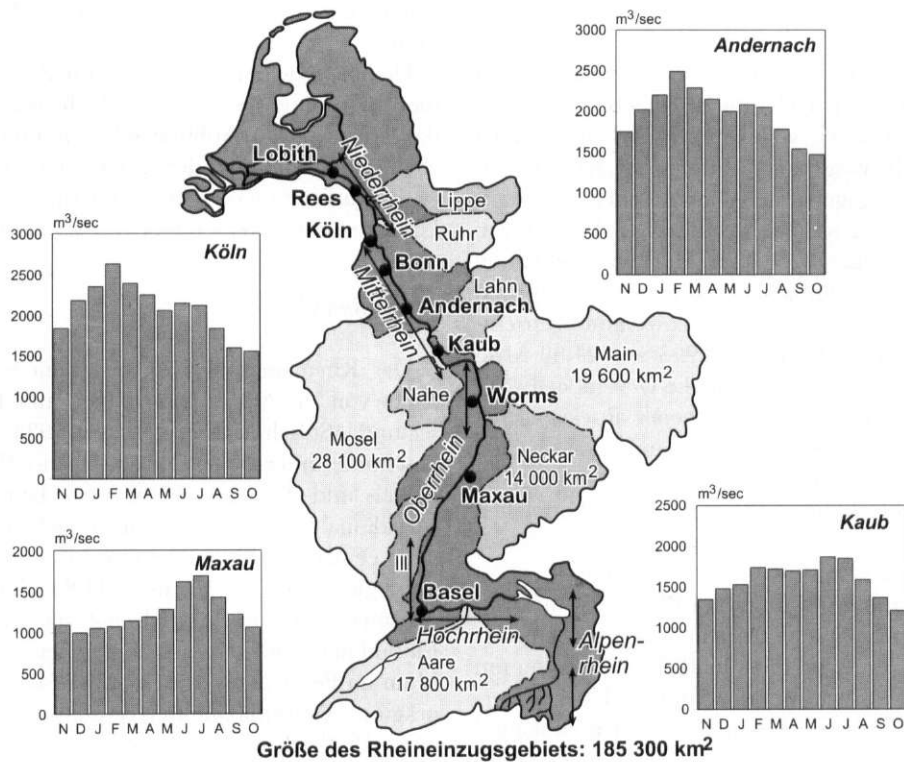 m³/sec
Andernach
3000
2500
2000
1500
1000
500
0
N D J F M A M J J A S O
m³/sec
Köln
3000
2500
2000
1500
1000
500
0
N D J F M A M J J A S O
m³/sec
Maxau
2000
1500
1000
500
0
N D J F M A M J J A S O
m³/sec
Kaub
2500
2000
1500
1000
500
0
N D J F M A M J J A S O
Lobith
Niederrhein
Rees
Lippe
Ruhr
Köln
Bonn
Mittelrhein
Lahn
Andernach
Kaub
Main
19 600 km²
Nahe
Worms
Mosel
28 100 km²
Oberrhein
Neckar
14 000 km²
Maxau
Ill
Basel
Hochrhein
Alpen-
rhein
Aare
17 800 km²
Größe des Rheineinzugsgebiets: 185 300 km²